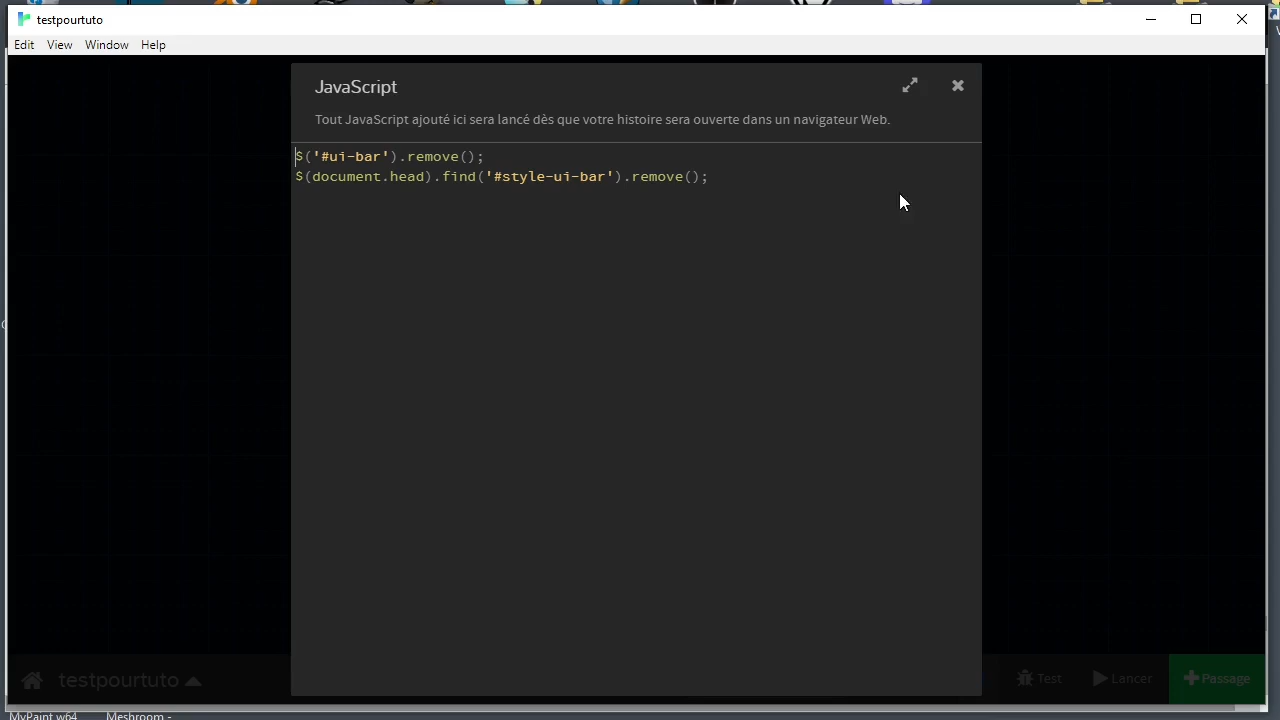 testpourtuto
Edit View Window Help
JavaScript
Tout JavaScript ajouté ici sera lancé dès que votre histoire sera ouverte dans un navigateur Web.
$('#ui-bar').remove();
$(document.head).find('#style-ui-bar').remove();
testpourtuto
Test Lancer Passage
MyPaint w64 Meshroom -